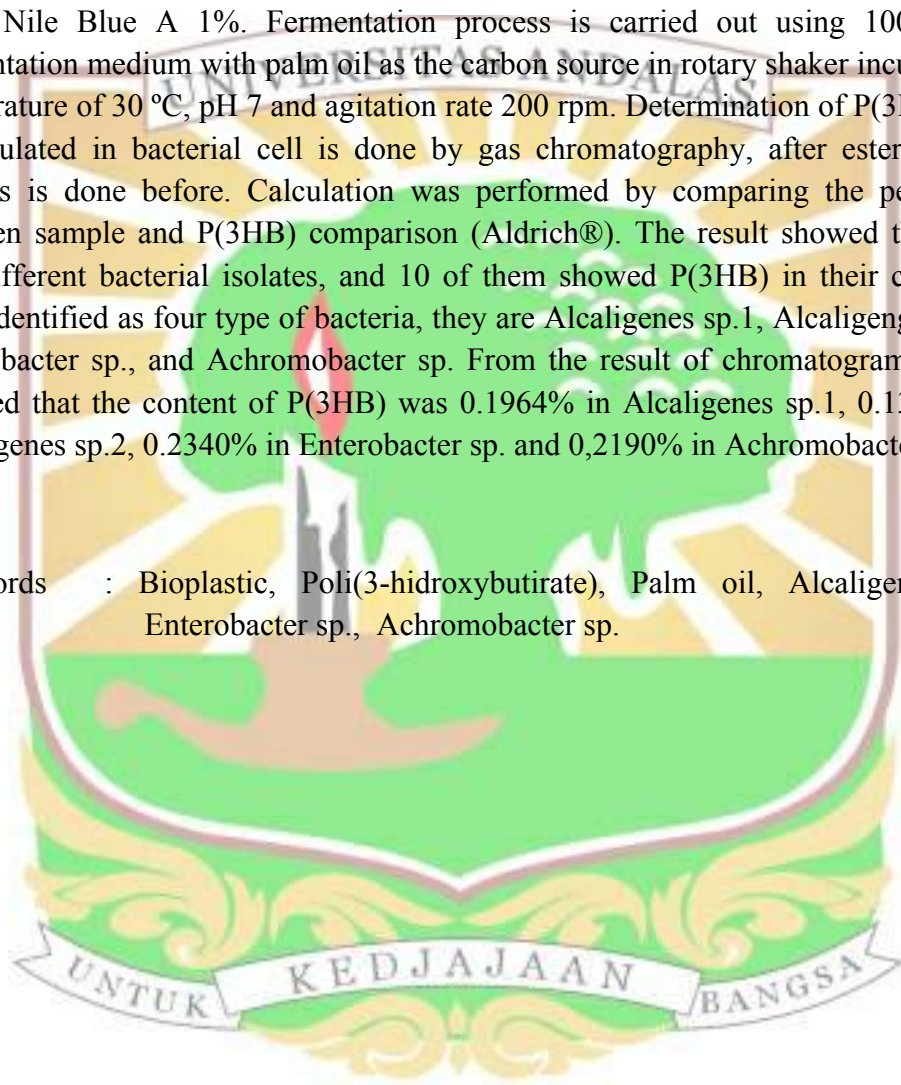 Nile Blue A 1%. Fermentation process is carried out using 100
ntation medium with palm oil as the carbon source in rotary shaker incu
rature of 30 ºC, pH 7 and agitation rate 200 rpm. Determination of P(3H
ulated in bacterial cell is done by gas chromatography, after ester
s is done before. Calculation was performed by comparing the pe
en sample and P(3HB) comparison (Aldrich®). The result showed th
fferent bacterial isolates, and 10 of them showed P(3HB) in their c
dentified as four type of bacteria, they are Alcaligenes sp.1, Alcaligeng
bacter sp., and Achromobacter sp. From the result of chromatogram
ed that the content of P(3HB) was 0.1964% in Alcaligenes sp.1, 0.13
genes sp.2, 0.2340% in Enterobacter sp. and 0,2190% in Achromobacte
ords : Bioplastic, Poli(3-hidroxybutirate), Palm oil, Alcaligen
Enterobacter sp., Achromobacter sp.
UNIVERSITAS ANDALAS
UNTUK KEDJAJAAN BANGSA